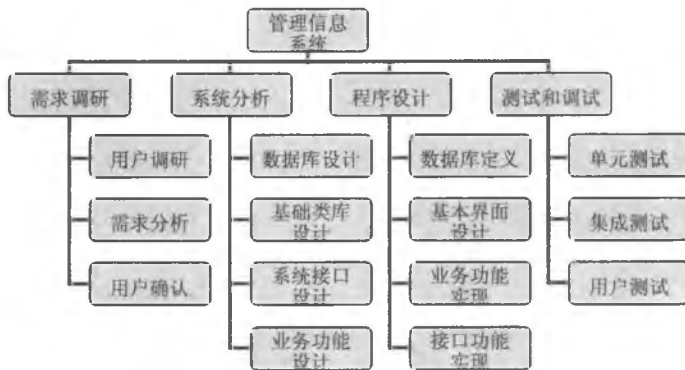 管理信息
系统
需求调研
系统分析
程序设计
测试和调试
用户调研
数据库设计
数据库定义
单元测试
需求分析
基础类库
设计
基本界面
设计
集成测试
用户确认
系统接口
设计
业务功能
实现
用户测试
业务功能
设计
接口功能
实现